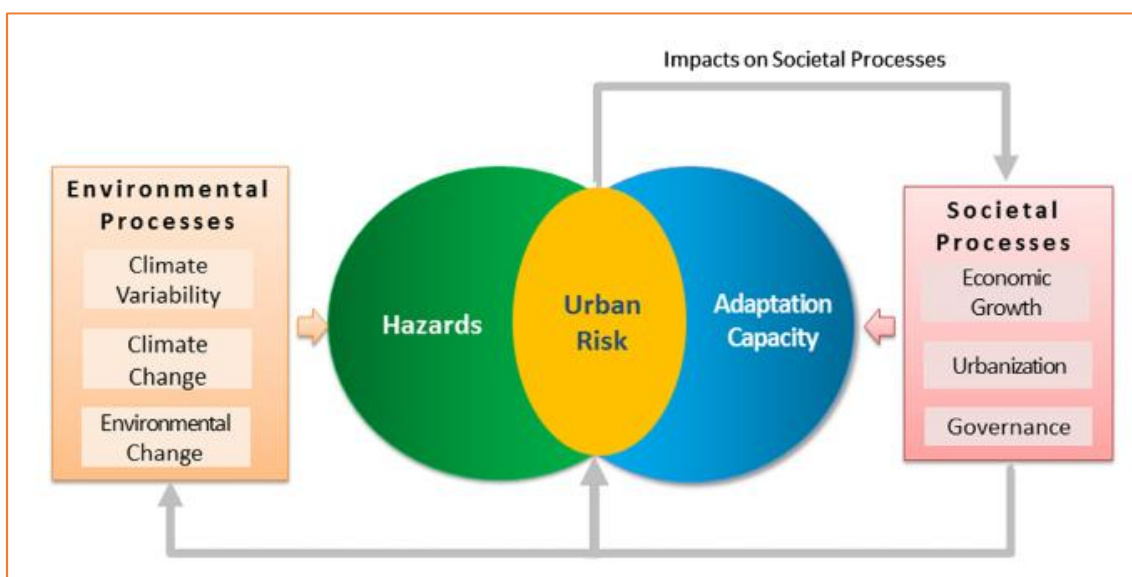 Impacts on Societal Processes
Environmental
Processes
Climate
Variability
Climate
Change
Environmental
Change
Hazards
Urban
Risk
Adaptation
Capacity
Societal
Processes
Economic
Growth
Urbanization
Governance